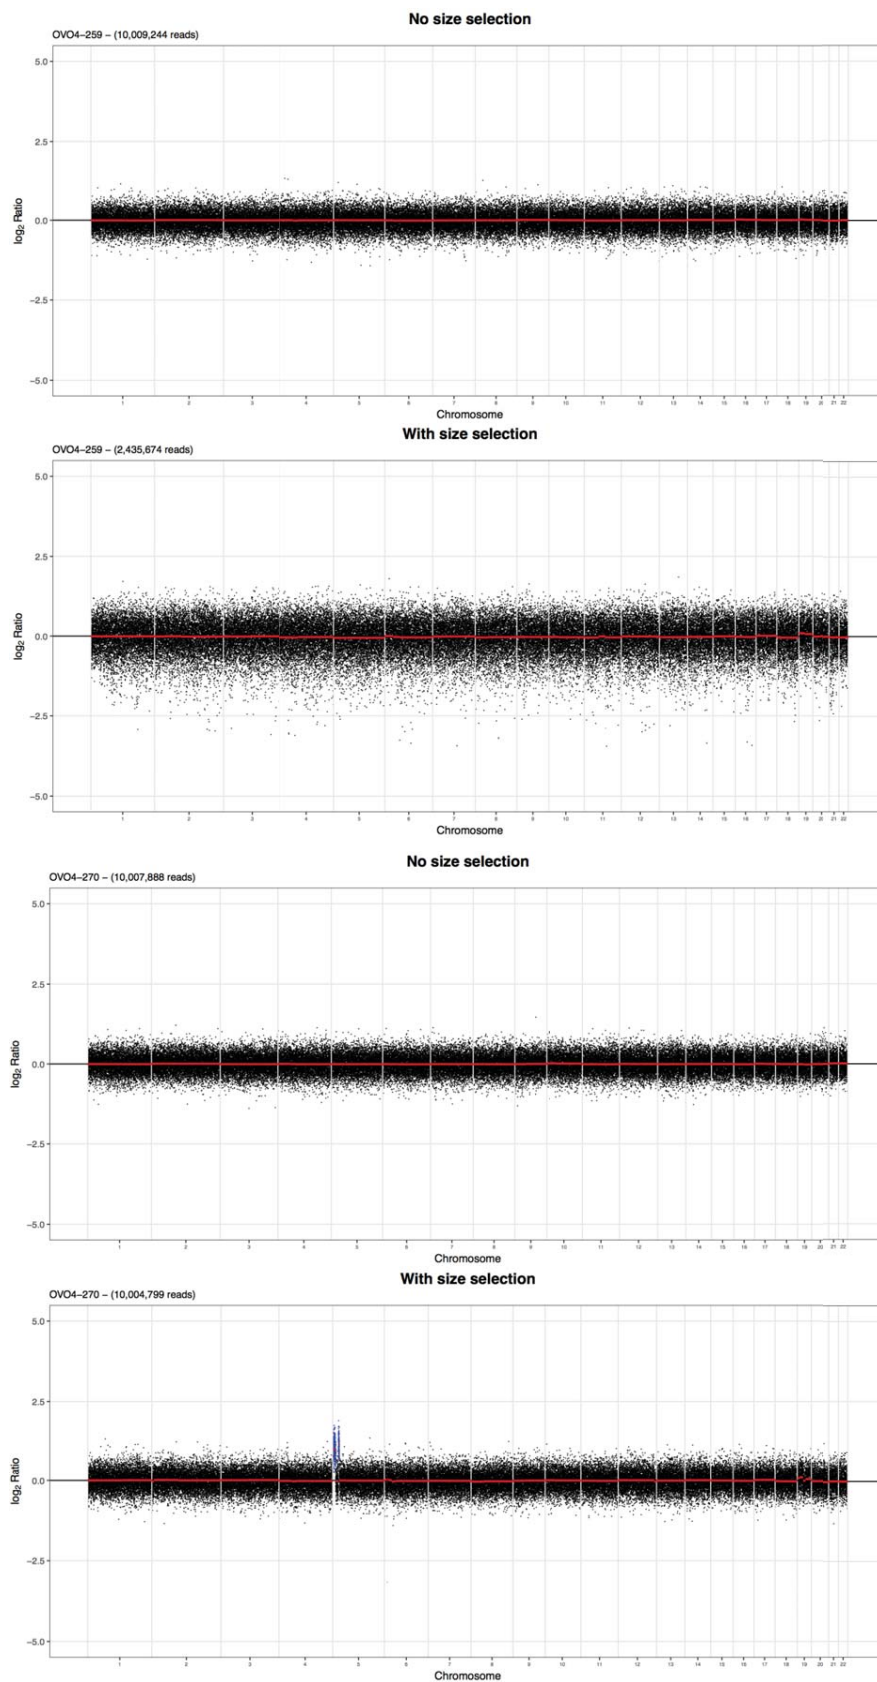 No size selection
OVO4–259 – (10,009,244 reads)
5.0
2.5
0.0
−2.5
−5.0
log2 Ratio
1 2 3 4 5 6 7 8 9 10 11 12 13 14 15 16 17 18 19 20 21 22
Chromosome
With size selection
OVO4–259 – (2,435,674 reads)
5.0
2.5
0.0
−2.5
−5.0
log2 Ratio
1 2 3 4 5 6 7 8 9 10 11 12 13 14 15 16 17 18 19 20 21 22
Chromosome
No size selection
OVO4–270 – (10,007,888 reads)
5.0
2.5
0.0
−2.5
−5.0
log2 Ratio
1 2 3 4 5 6 7 8 9 10 11 12 13 14 15 16 17 18 19 20 21 22
Chromosome
With size selection
OVO4–270 – (10,004,799 reads)
5.0
2.5
0.0
−2.5
−5.0
log2 Ratio
1 2 3 4 5 6 7 8 9 10 11 12 13 14 15 16 17 18 19 20 21 22
Chromosome